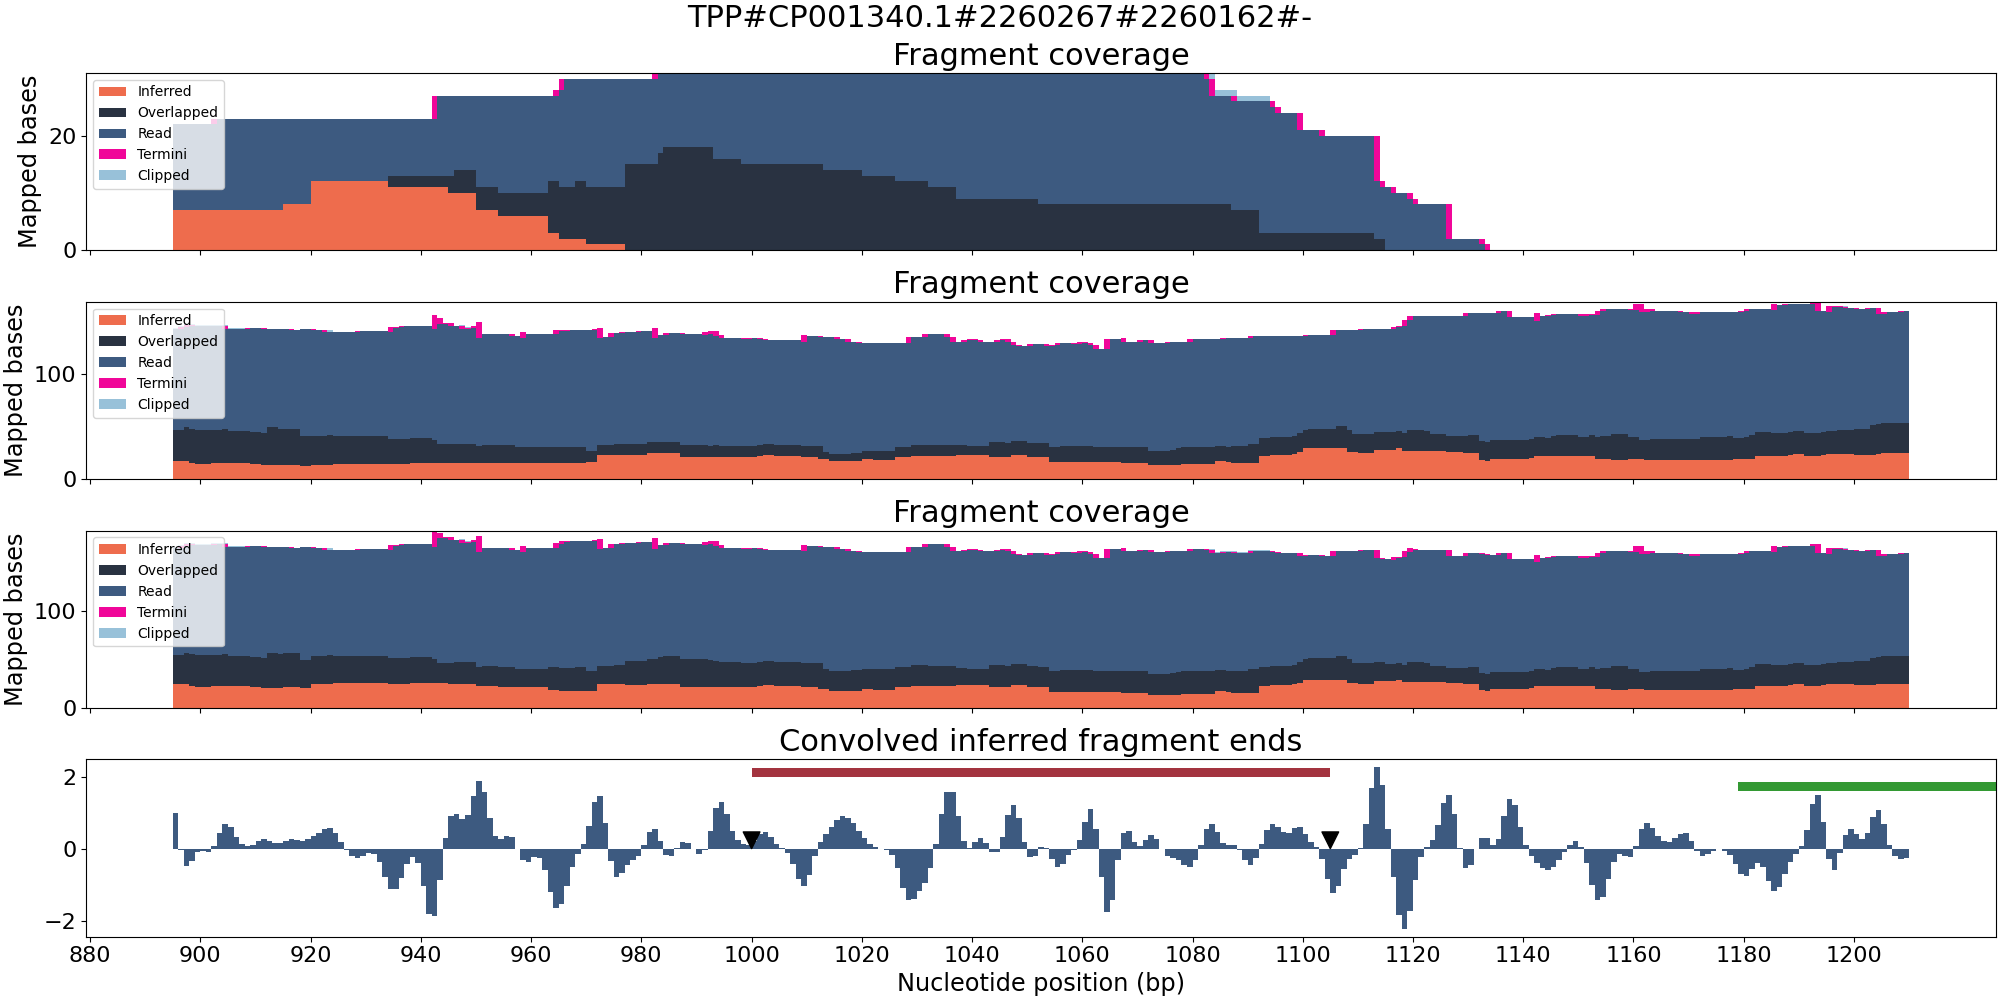 TPP#CP001340.1#2260267#2260162#-
Fragment coverage
Mapped bases
20
0
Inferred
Overlapped
Read
Termini
Clipped
Fragment coverage
Mapped bases
100
0
Inferred
Overlapped
Read
Termini
Clipped
Fragment coverage
Mapped bases
100
0
Inferred
Overlapped
Read
Termini
Clipped
Convolved inferred fragment ends
2
0
−2
880 900 920 940 960 980 1000 1020 1040 1060 1080 1100 1120 1140 1160 1180 1200
Nucleotide position (bp)